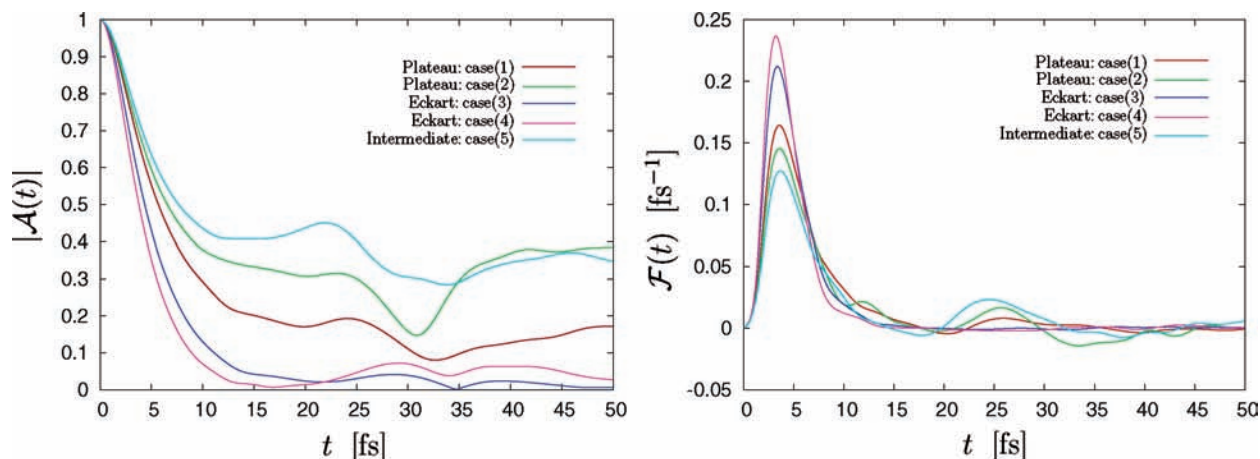 1
0.9
0.8
0.7
0.6
0.5
0.4
0.3
0.2
0.1
0
|𝒜(t)|
Plateau: case(1)
Plateau: case(2)
Eckart: case(3)
Eckart: case(4)
Intermediate: case(5)
0 5 10 15 20 25 30 35 40 45 50
t [fs]
0.25
0.2
0.15
0.1
0.05
0
-0.05
ℱ(t) [fs⁻¹]
Plateau: case(1)
Plateau: case(2)
Eckart: case(3)
Eckart: case(4)
Intermediate: case(5)
0 5 10 15 20 25 30 35 40 45 50
t [fs]